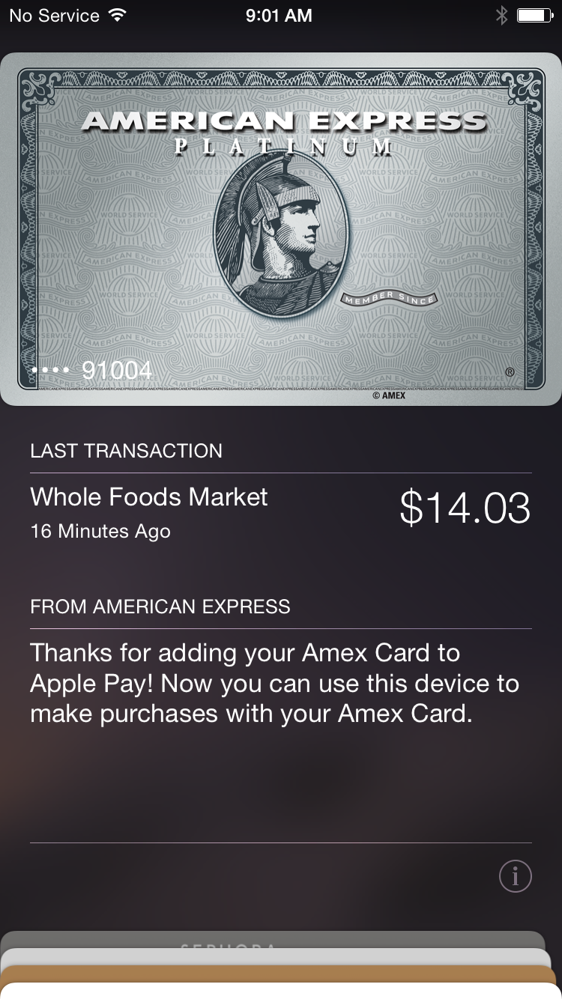 No Service
9:01 AM
AMERICAN EXPRESS
PLATINUM
MEMBER SINCE
•••• 91004
®
© AMEX
LAST TRANSACTION
Whole Foods Market
$14.03
16 Minutes Ago
FROM AMERICAN EXPRESS
Thanks for adding your Amex Card to
Apple Pay! Now you can use this device to
make purchases with your Amex Card.
SEPHORA